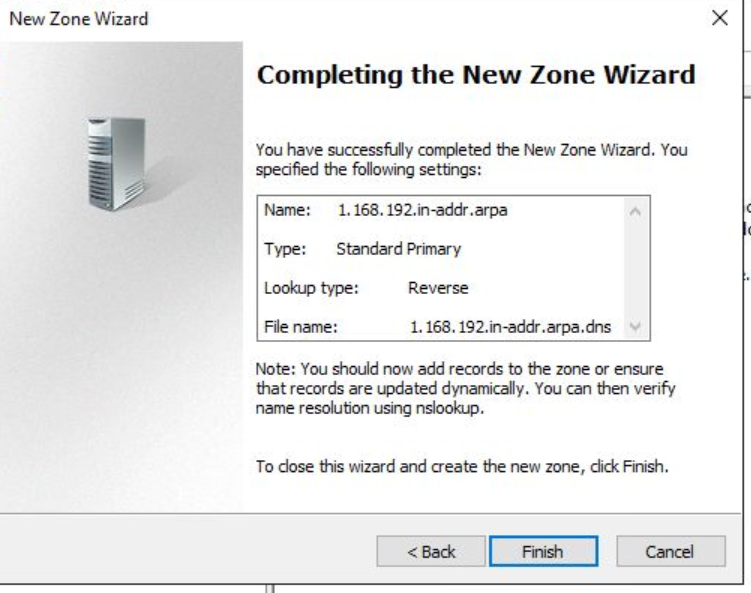 New Zone Wizard
Completing the New Zone Wizard
You have successfully completed the New Zone Wizard. You
specified the following settings:
Name: 1.168.192.in-addr.arpa
Type: Standard Primary
Lookup type: Reverse
File name: 1.168.192.in-addr.arpa.dns
Note: You should now add records to the zone or ensure
that records are updated dynamically. You can then verify
name resolution using nslookup.
To close this wizard and create the new zone, click Finish.
< Back Finish Cancel